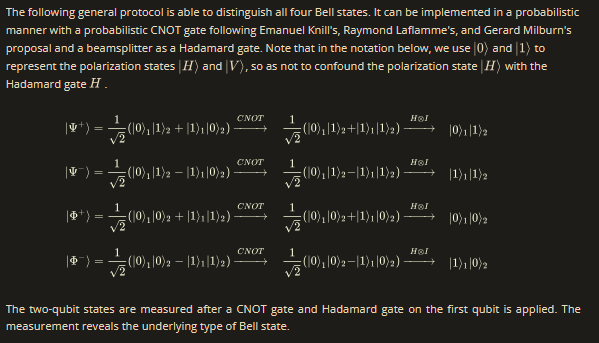 The following general protocol is able to distinguish all four Bell states. It can be implemented in a probabilistic
manner with a probabilistic CNOT gate following Emanuel Knill's, Raymond Laflamme's, and Gerard Milburn's
proposal and a beamsplitter as a Hadamard gate. Note that in the notation below, we use |0⟩ and |1⟩ to
represent the polarization states |H⟩ and |V⟩, so as not to confound the polarization state |H⟩ with the
Hadamard gate H .
|Ψ⁺⟩ = 1/√2 (|0⟩₁|1⟩₂ + |1⟩₁|0⟩₂) —CNOT→ 1/√2 (|0⟩₁|1⟩₂+|1⟩₁|1⟩₂) —H⊗I→ |0⟩₁|1⟩₂
|Ψ⁻⟩ = 1/√2 (|0⟩₁|1⟩₂ − |1⟩₁|0⟩₂) —CNOT→ 1/√2 (|0⟩₁|1⟩₂−|1⟩₁|1⟩₂) —H⊗I→ |1⟩₁|1⟩₂
|Φ⁺⟩ = 1/√2 (|0⟩₁|0⟩₂ + |1⟩₁|1⟩₂) —CNOT→ 1/√2 (|0⟩₁|0⟩₂+|1⟩₁|0⟩₂) —H⊗I→ |0⟩₁|0⟩₂
|Φ⁻⟩ = 1/√2 (|0⟩₁|0⟩₂ − |1⟩₁|1⟩₂) —CNOT→ 1/√2 (|0⟩₁|0⟩₂−|1⟩₁|0⟩₂) —H⊗I→ |1⟩₁|0⟩₂
The two-qubit states are measured after a CNOT gate and Hadamard gate on the first qubit is applied. The
measurement reveals the underlying type of Bell state.